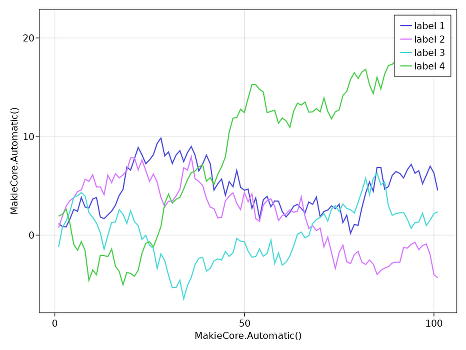 label 1
label 2
label 3
label 4
20
10
0
MakieCore.Automatic()
0
50
100
MakieCore.Automatic()